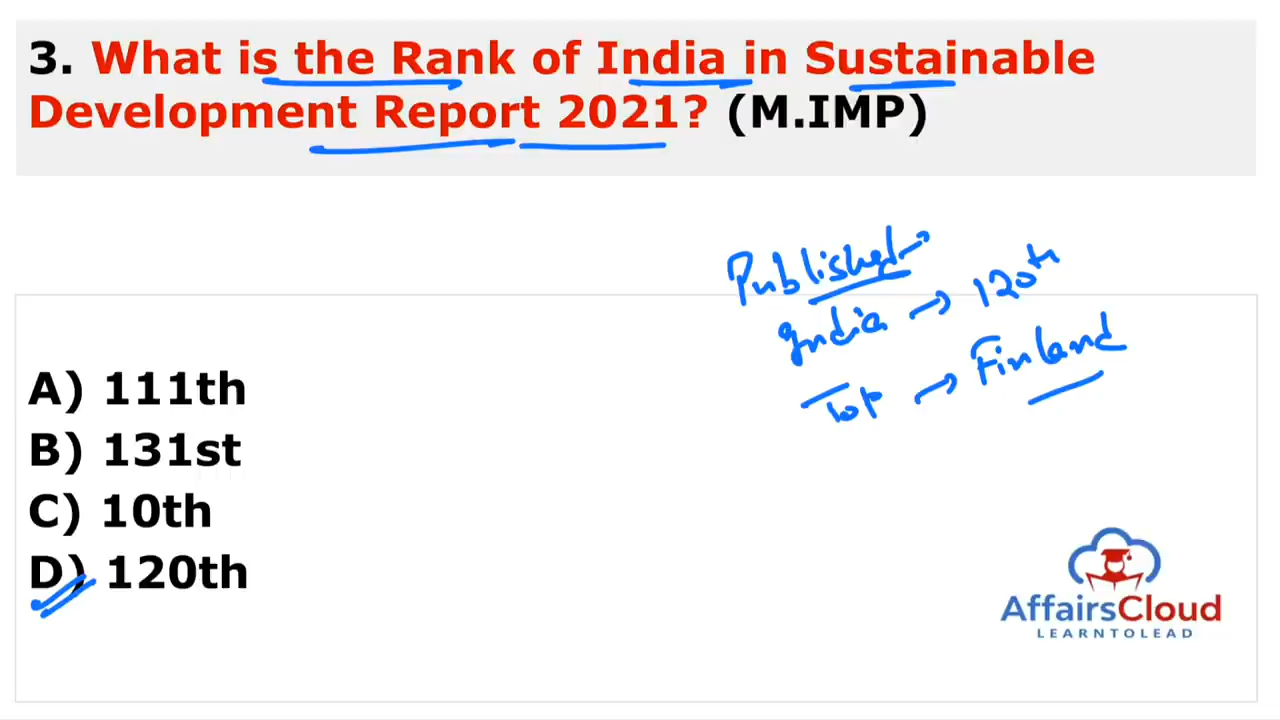 3. What is the Rank of India in Sustainable
Development Report 2021? (M.IMP)
Published →
India → 120th
Top → Finland
A) 111th
B) 131st
C) 10th
D) 120th
AffairsCloud
LEARNTOLEAD